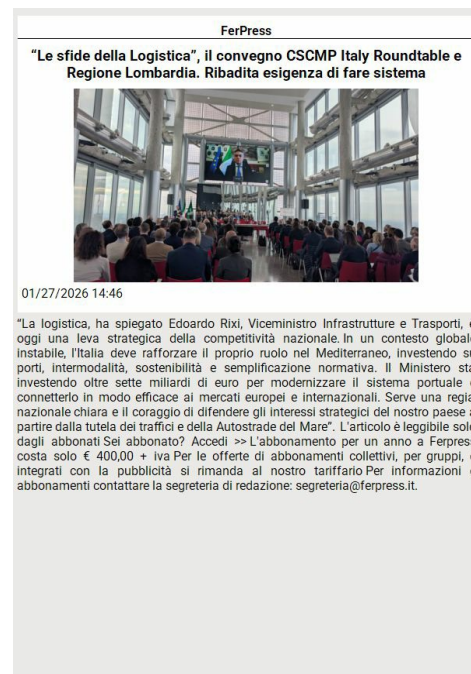 FerPress
“Le sfide della Logistica”, il convegno CSCMP Italy Roundtable e
Regione Lombardia. Ribadita esigenza di fare sistema
01/27/2026 14:46
“La logistica, ha spiegato Edoardo Rixi, Viceministro Infrastrutture e Trasporti,
oggi una leva strategica della competitività nazionale. In un contesto global
instabile, l'Italia deve rafforzare il proprio ruolo nel Mediterraneo, investendo su
porti, intermodalità, sostenibilità e semplificazione normativa. Il Ministero sta
investendo oltre sette miliardi di euro per modernizzare il sistema portuale
connetterlo in modo efficace ai mercati europei e internazionali. Serve una regia
nazionale chiara e il coraggio di difendere gli interessi strategici del nostro paese
partire dalla tutela dei traffici e delle Autostrade del Mare”. L'articolo è leggibile solo
dagli abbonati Sei abbonato? Accedi >> L'abbonamento per un anno a Ferpress
costa solo € 400,00 + iva Per le offerte di abbonamenti collettivi, per gruppi,
integrati con la pubblicità si rimanda al nostro tariffario Per informazioni
abbonamenti contattare la segreteria di redazione: segreteria@ferpress.it.